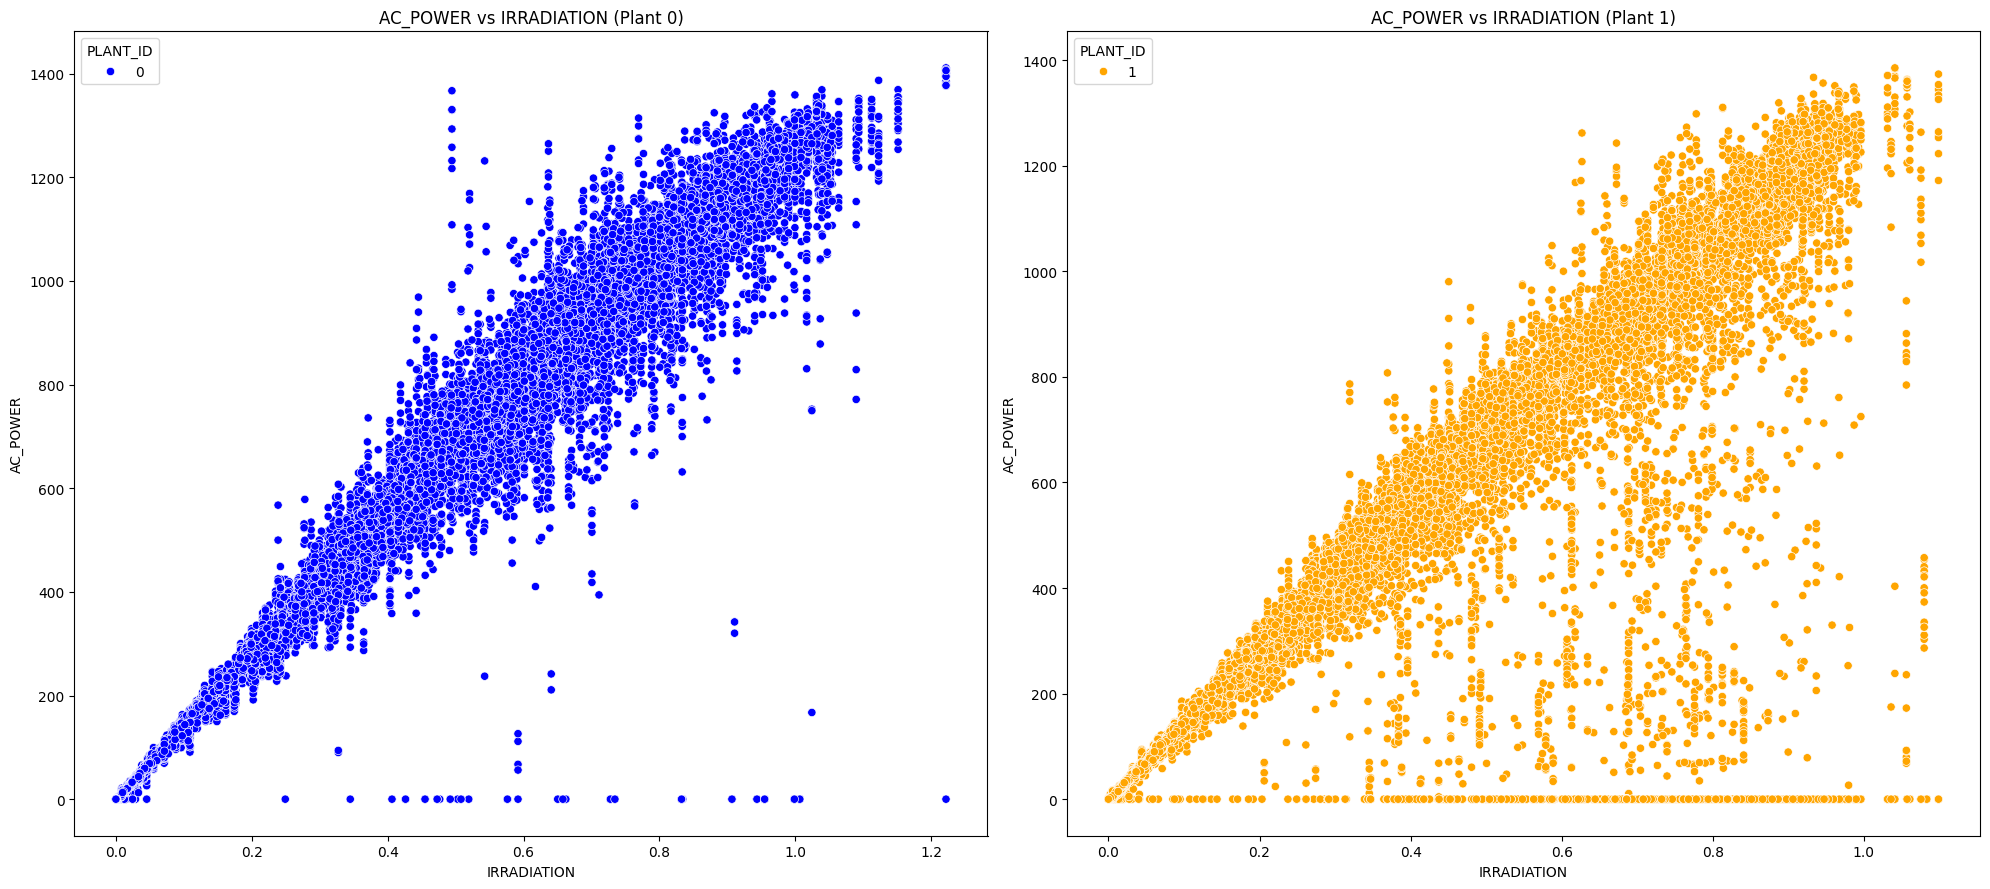 AC_POWER vs IRRADIATION (Plant 0)
PLANT_ID
0
1400
1200
1000
800
600
400
200
0
AC_POWER
0.0 0.2 0.4 0.6 0.8 1.0 1.2
IRRADIATION
AC_POWER vs IRRADIATION (Plant 1)
PLANT_ID
1
1400
1200
1000
800
600
400
200
0
AC_POWER
0.0 0.2 0.4 0.6 0.8 1.0
IRRADIATION